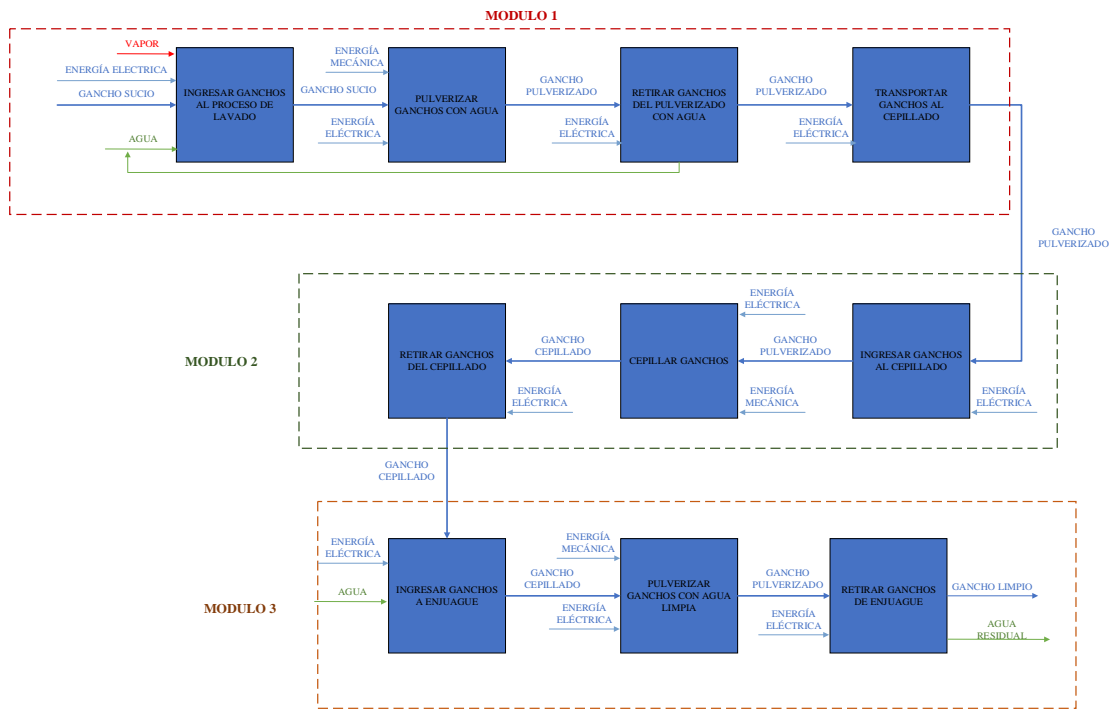 MODULO 1
VAPOR
ENERGÍA ELECTRICA
GANCHO SUCIO
AGUA
INGRESAR GANCHOS
AL PROCESO DE
LAVADO
GANCHO SUCIO
ENERGÍA
MECÁNICA
ENERGÍA
ELÉCTRICA
PULVERIZAR
GANCHOS CON AGUA
GANCHO
PULVERIZADO
ENERGÍA
ELÉCTRICA
RETIRAR GANCHOS
DEL PULVERIZADO
CON AGUA
GANCHO
PULVERIZADO
ENERGÍA
ELÉCTRICA
TRANSPORTAR
GANCHOS AL
CEPILLADO
GANCHO
PULVERIZADO
MODULO 2
RETIRAR GANCHOS
DEL CEPILLADO
GANCHO
CEPILLADO
ENERGÍA
ELÉCTRICA
CEPILLAR GANCHOS
ENERGÍA
ELÉCTRICA
GANCHO
PULVERIZADO
ENERGÍA
MECÁNICA
INGRESAR GANCHOS
AL CEPILLADO
ENERGÍA
ELÉCTRICA
GANCHO
CEPILLADO
MODULO 3
ENERGÍA
ELÉCTRICA
AGUA
INGRESAR GANCHOS
A ENJUAGUE
ENERGÍA
MECÁNICA
GANCHO
CEPILLADO
ENERGÍA
ELÉCTRICA
PULVERIZAR
GANCHOS CON AGUA
LIMPIA
GANCHO
PULVERIZADO
ENERGÍA
ELÉCTRICA
RETIRAR GANCHOS
DE ENJUAGUE
GANCHO LIMPIO
AGUA
RESIDUAL